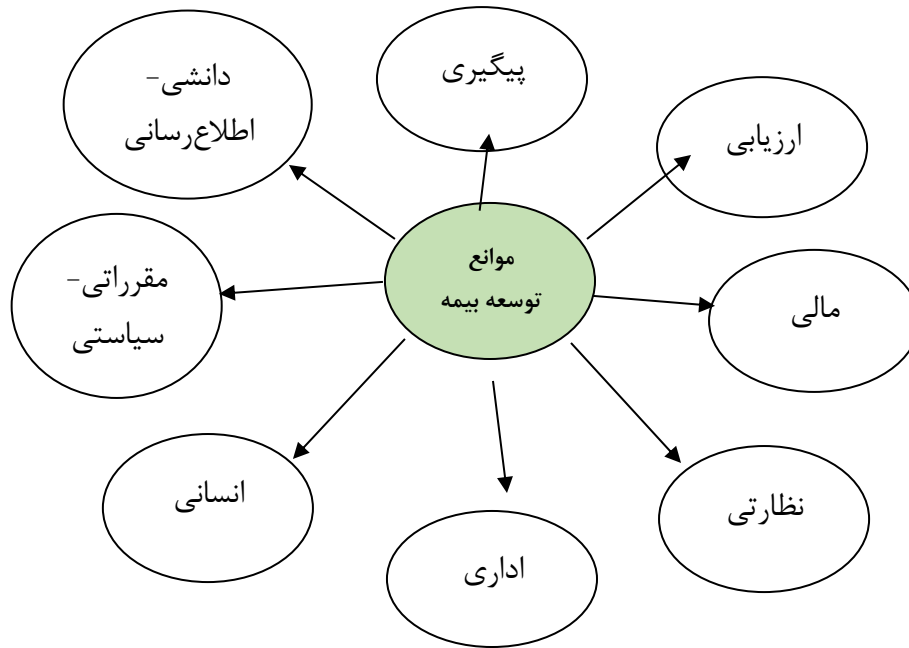 پیگیری
دانشی-
اطلاع‌رسانی
ارزیابی
موانع
توسعه بیمه
مقرراتی-
سیاستی
مالی
انسانی
نظارتی
اداری